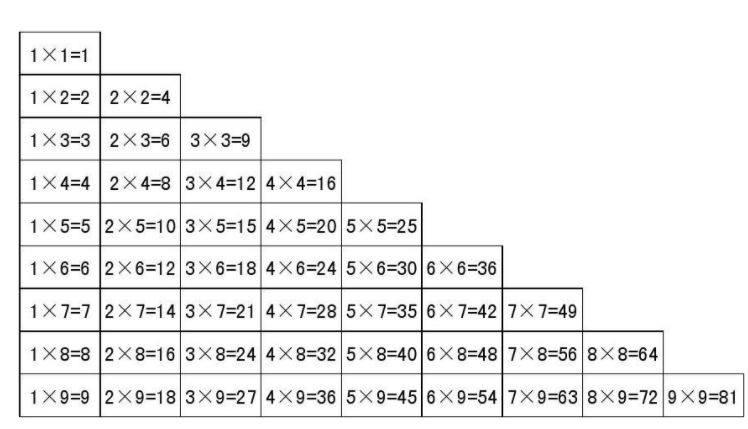 1×1=1
1×2=2 2×2=4
1×3=3 2×3=6 3×3=9
1×4=4 2×4=8 3×4=12 4×4=16
1×5=5 2×5=10 3×5=15 4×5=20 5×5=25
1×6=6 2×6=12 3×6=18 4×6=24 5×6=30 6×6=36
1×7=7 2×7=14 3×7=21 4×7=28 5×7=35 6×7=42 7×7=49
1×8=8 2×8=16 3×8=24 4×8=32 5×8=40 6×8=48 7×8=56 8×8=64
1×9=9 2×9=18 3×9=27 4×9=36 5×9=45 6×9=54 7×9=63 8×9=72 9×9=81